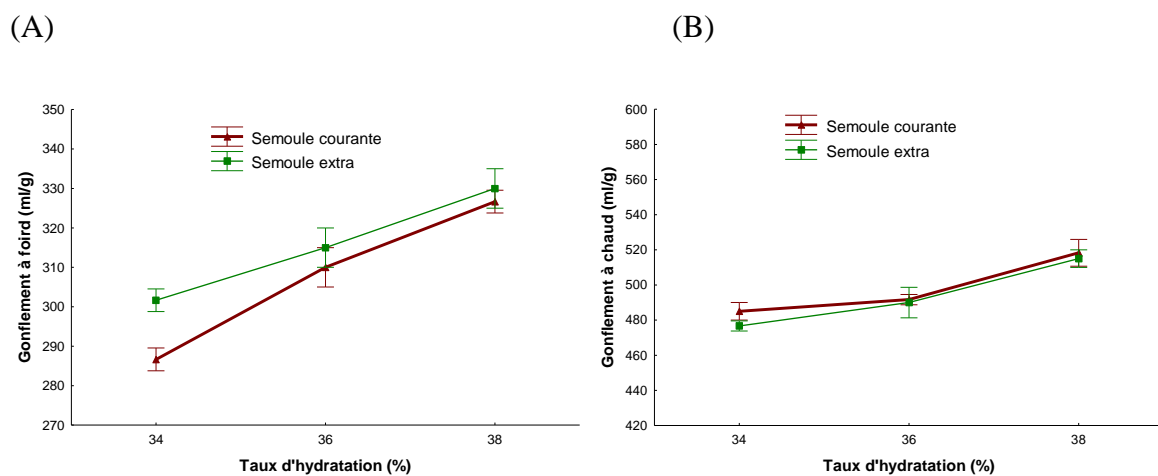 (A)
(B)
350
340
330
320
310
300
290
280
270
Gonflement à foird (ml/g)
Semoule courante
Semoule extra
34
36
38
Taux d'hydratation (%)
600
580
560
540
520
500
480
460
440
420
Gonflement à chaud (ml/g)
Semoule courante
Semoule extra
34
36
38
Taux d'hydratation (%)